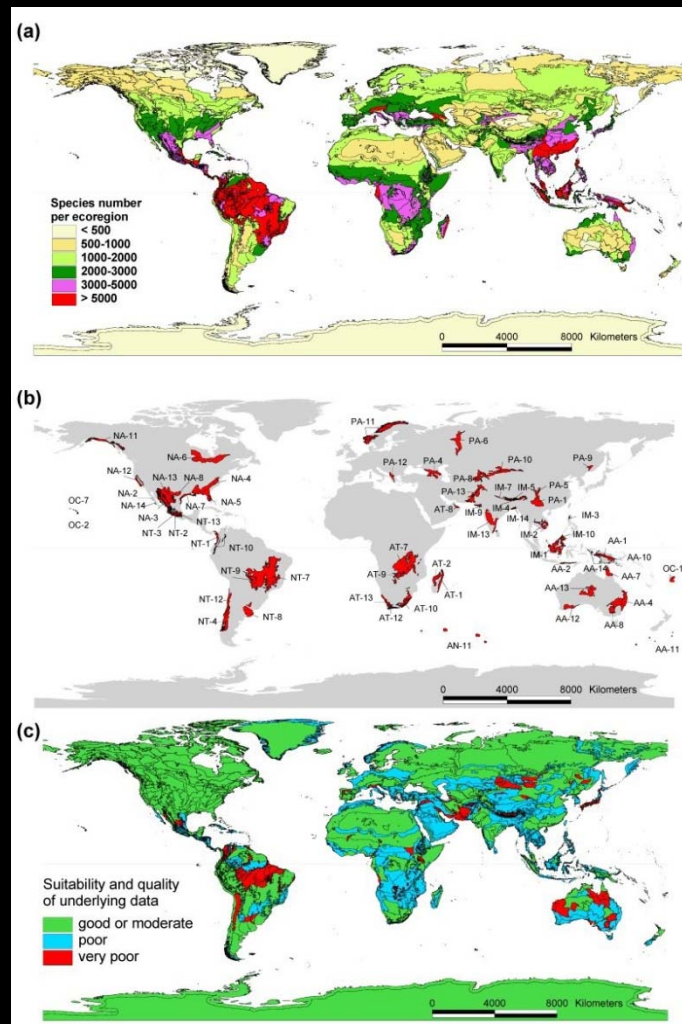 (a)
Species number
per ecoregion
< 500
500-1000
1000-2000
2000-3000
3000-5000
> 5000
0 4000 8000 Kilometers
(b)
NA-11
NA-6
NA-12
NA-13
NA-8
NA-4
OC-7
NA-2
NA-14
NA-7
NA-5
OC-2
NA-3
NT-3
NT-2
NT-13
NT-1
NT-10
NT-9
NT-7
NT-12
NT-8
NT-4
PA-11
PA-6
PA-12
PA-4
PA-10
PA-9
PA-8
PA-13
IM-7
IM-5
PA-5
PA-1
AT-8
IM-9
IM-4
IM-14
IM-3
IM-13
IM-2
IM-10
IM-1
AA-1
AT-7
AT-2
AA-2
AA-14
AA-10
AA-7
OC-1
AT-9
AT-1
AA-13
AT-13
AT-10
AT-12
AA-4
AA-12
AA-8
AN-11
AA-11
0 4000 8000 Kilometers
(c)
Suitability and quality
of underlying data
good or moderate
poor
very poor
0 4000 8000 Kilometers